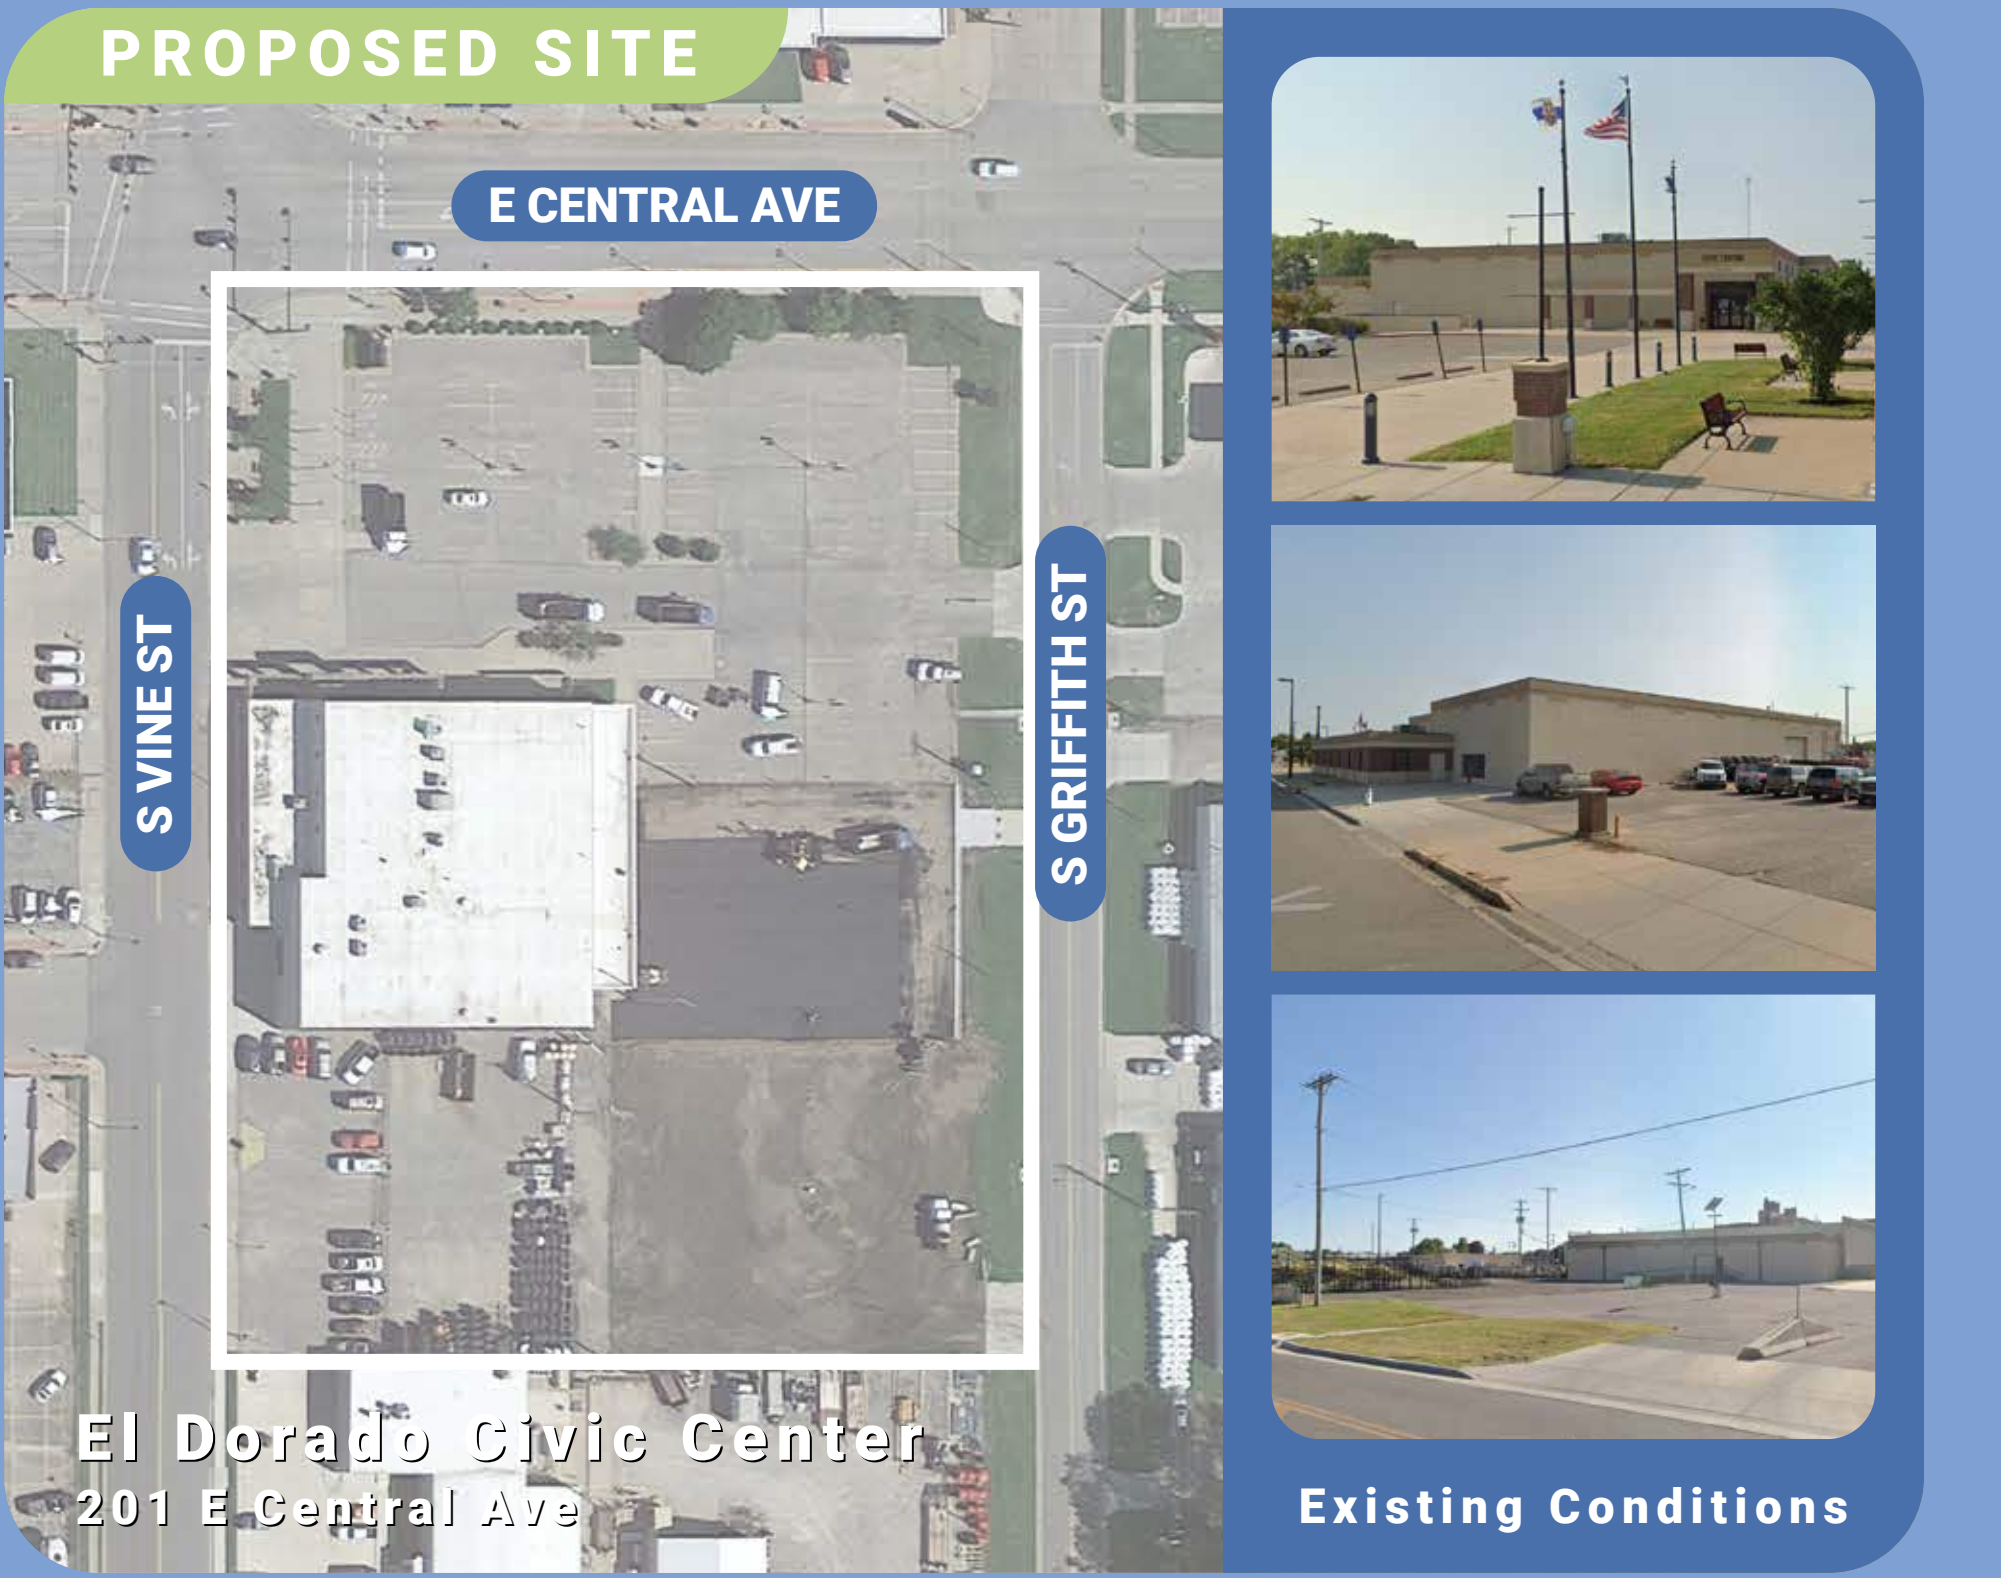 PROPOSED SITE
E CENTRAL AVE
S VINE ST
S GRIFFITH ST
El Dorado Civic Center
201 E Central Ave
Existing Conditions